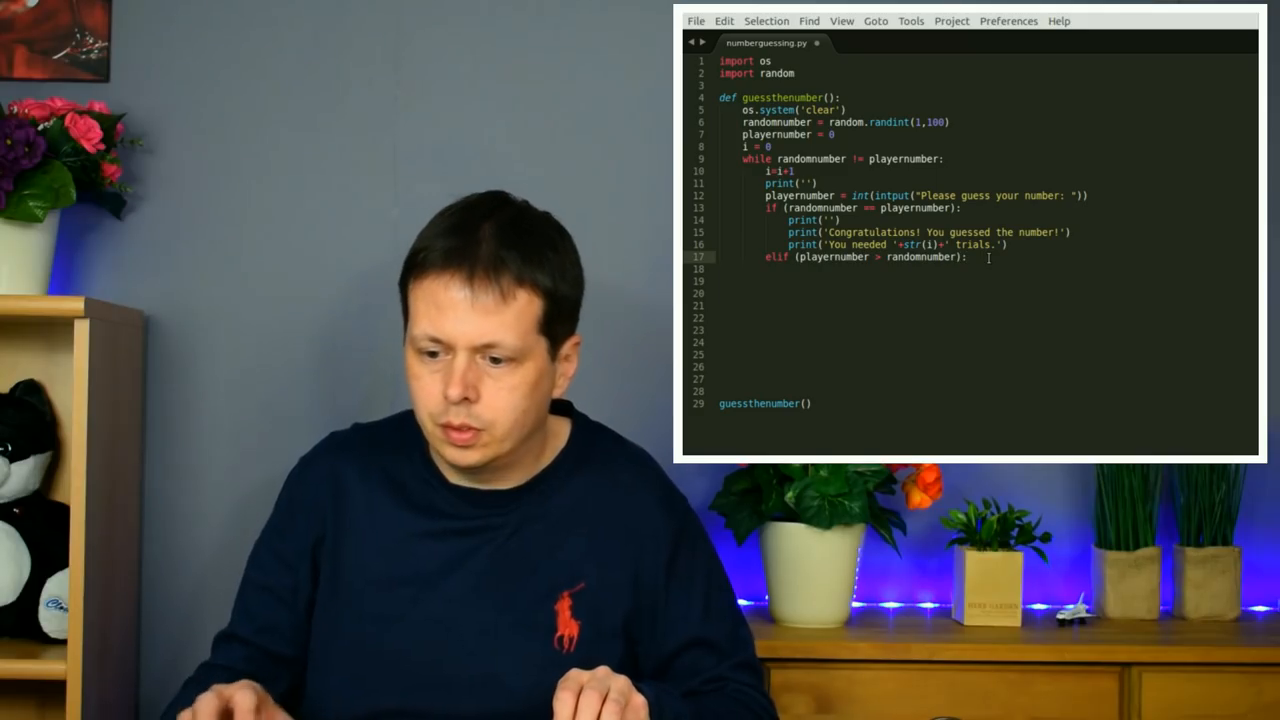 File Edit Selection Find View Goto Tools Project Preferences Help
numberguessing.py
1 import os
2 import random
3
4 def guessthenumber():
5 os.system('clear')
6 randomnumber = random.randint(1,100)
7 playernumber = 0
8 i = 0
9 while randomnumber != playernumber:
10 i=i+1
11 print('')
12 playernumber = int(intput("Please guess your number: "))
13 if (randomnumber == playernumber):
14 print('')
15 print('Congratulations! You guessed the number!')
16 print('You needed '+str(i)+' trials.')
17 elif (playernumber > randomnumber):
18
19
20
21
22
23
24
25
26
27
28
29 guessthenumber()